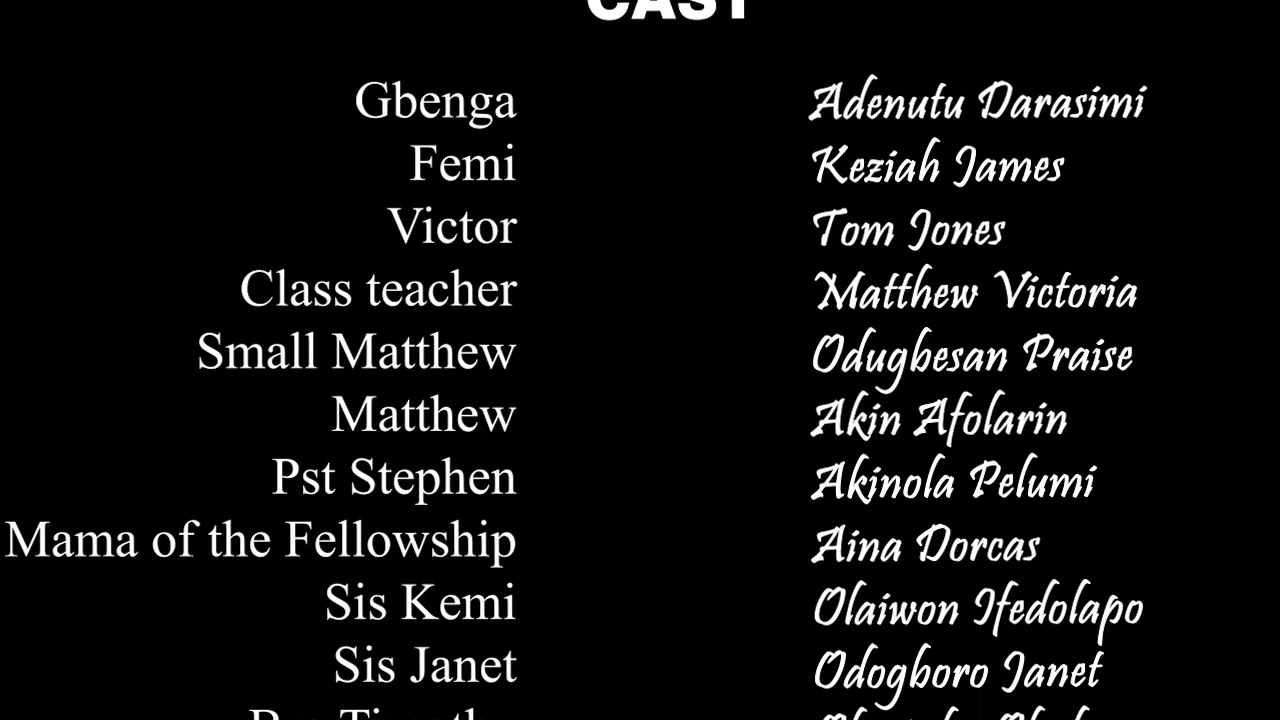 CAST
Gbenga Adenutu Darasimi
Femi Keziah James
Victor Tom Jones
Class teacher Matthew Victoria
Small Matthew Odugbesan Praise
Matthew Akin Afolarin
Pst Stephen Akinola Pelumi
Mama of the Fellowship Aina Dorcas
Sis Kemi Olaiwon Ifedolapo
Sis Janet Odogboro Janet